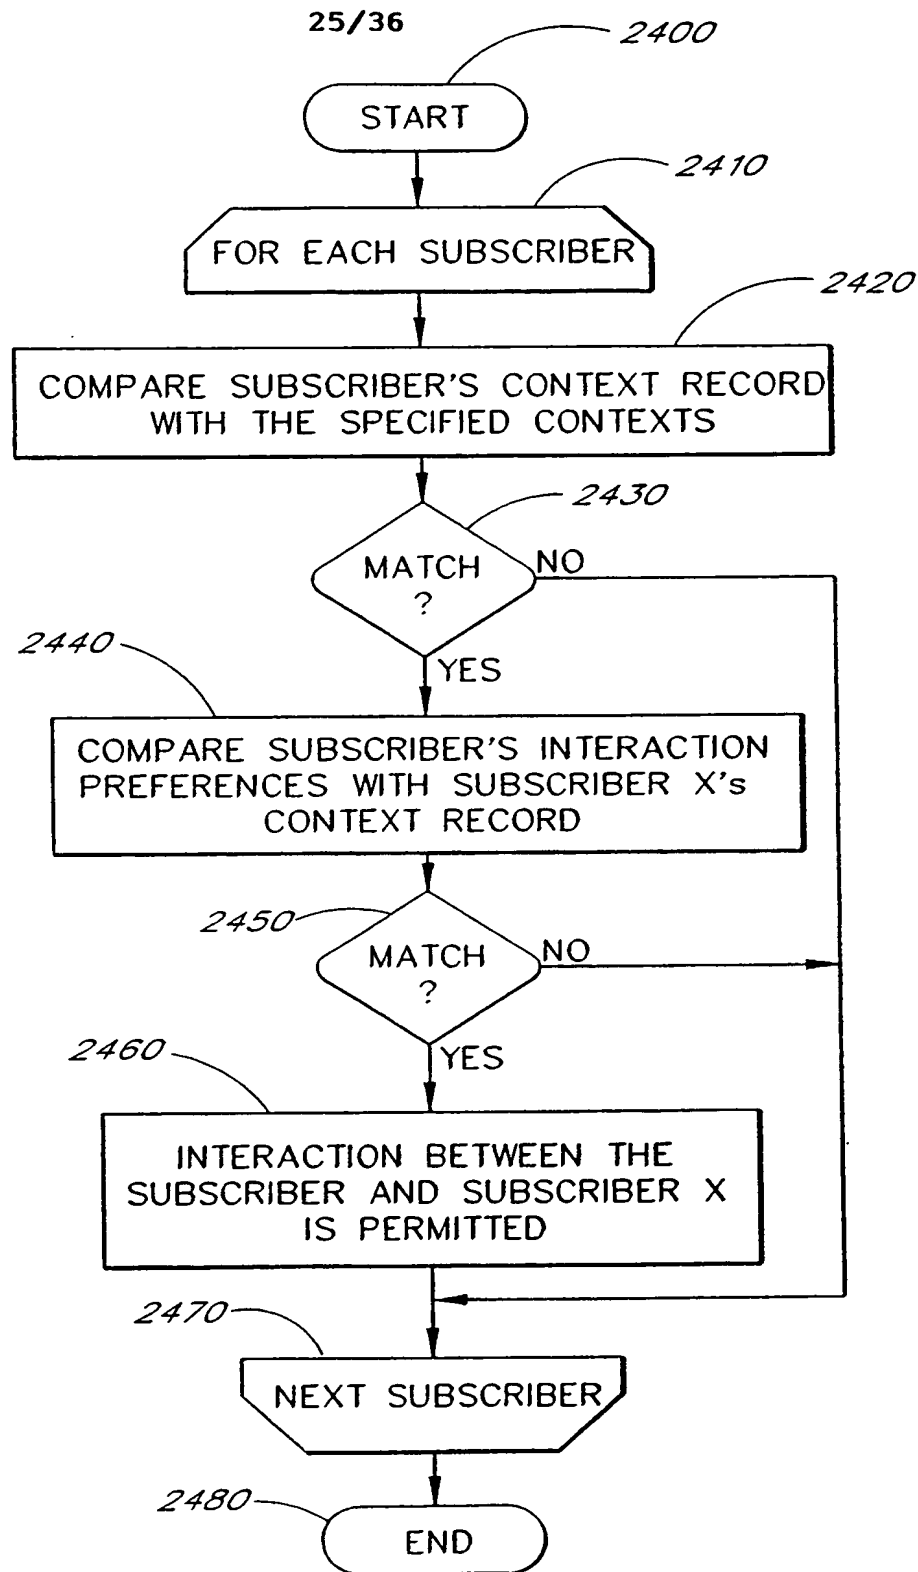 25/36
2400
START
2410
FOR EACH SUBSCRIBER
2420
COMPARE SUBSCRIBER'S CONTEXT RECORD
WITH THE SPECIFIED CONTEXTS
2430
MATCH
?
NO
2440
YES
COMPARE SUBSCRIBER'S INTERACTION
PREFERENCES WITH SUBSCRIBER X's
CONTEXT RECORD
2450
MATCH
?
NO
2460
YES
INTERACTION BETWEEN THE
SUBSCRIBER AND SUBSCRIBER X
IS PERMITTED
2470
NEXT SUBSCRIBER
2480
END